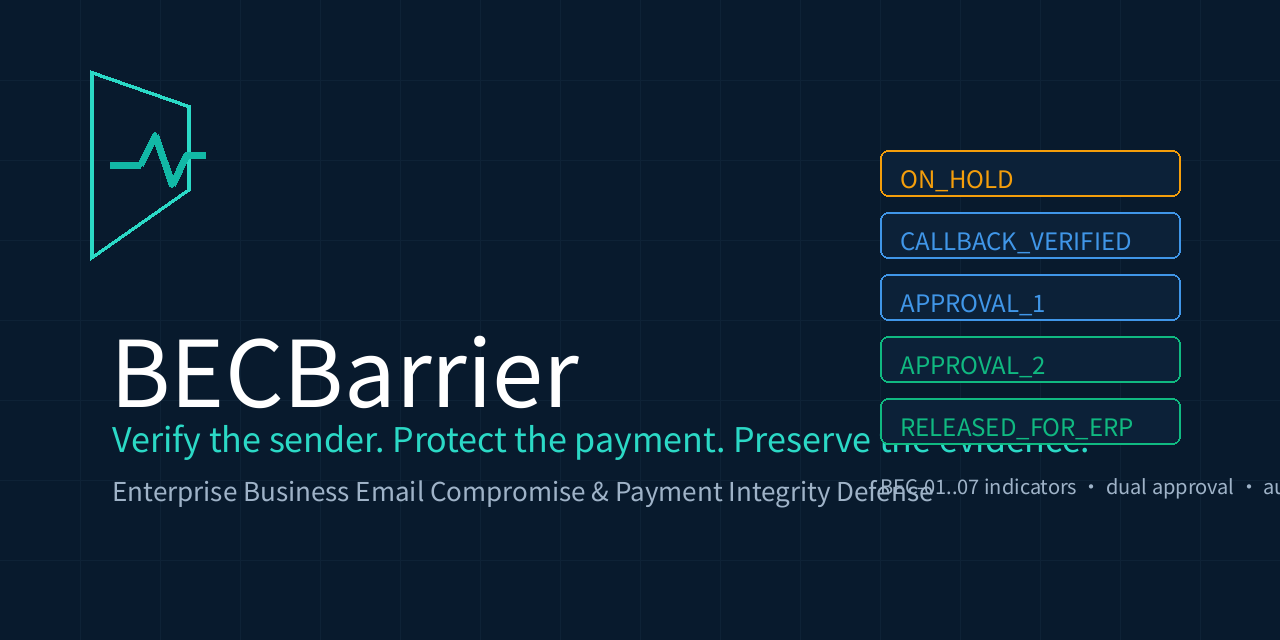 ON_HOLD
CALLBACK_VERIFIED
APPROVAL_1
APPROVAL_2
RELEASED_FOR_ERP
BECBarrier
Verify the sender. Protect the payment. Preserve the evidence.
Enterprise Business Email Compromise & Payment Integrity Defense
BEC-01..07 indicators • dual approval •